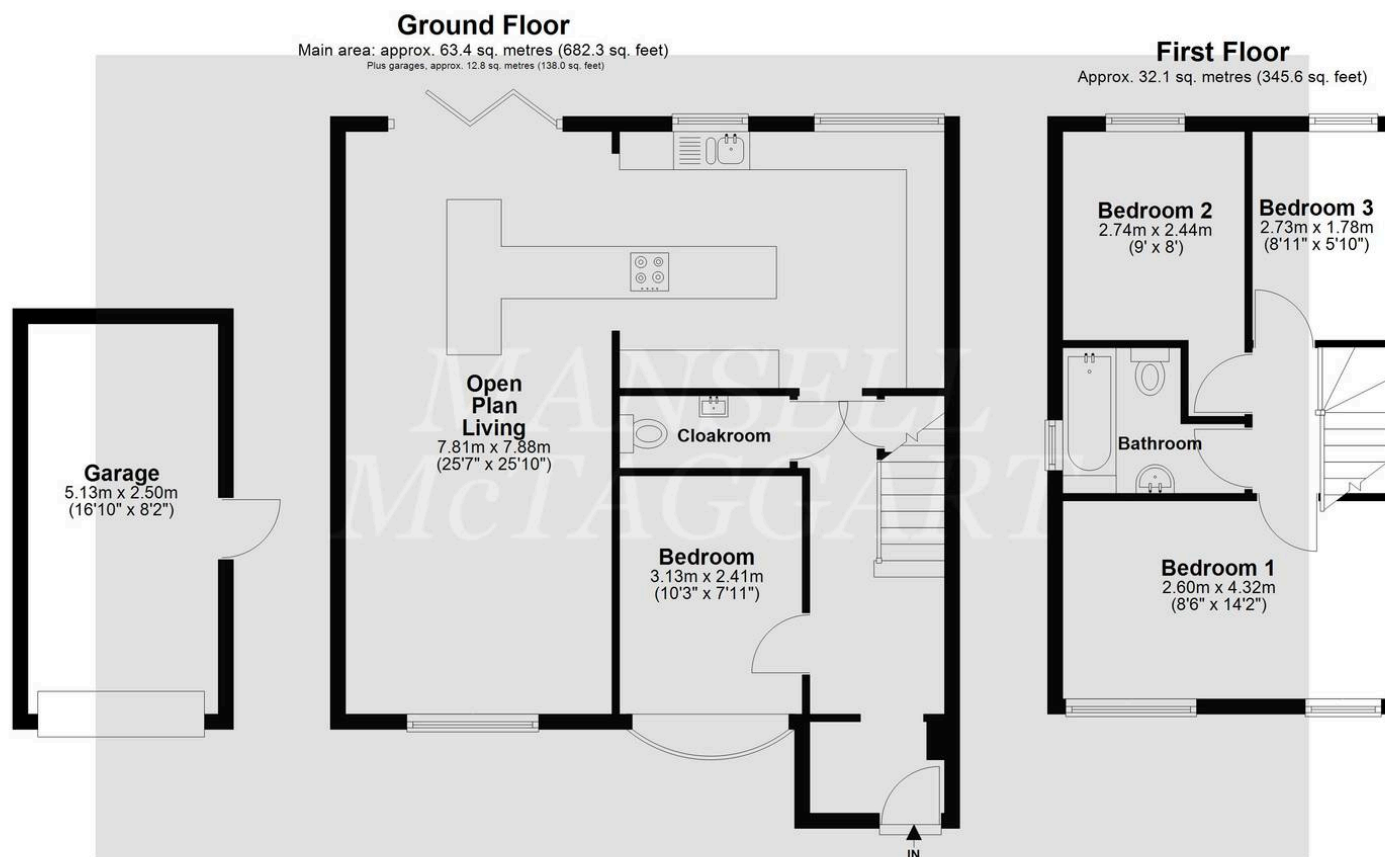 Ground Floor
Main area: approx. 63.4 sq. metres (682.3 sq. feet)
Plus garages, approx. 12.8 sq. metres (138.0 sq. feet)
First Floor
Approx. 32.1 sq. metres (345.6 sq. feet)
Bedroom 2
2.74m x 2.44m
(9' x 8')
Bedroom 3
2.73m x 1.78m
(8'11" x 5'10")
Open
Plan
Living
7.81m x 7.88m
(25'7" x 25'10")
Cloakroom
Bathroom
Garage
5.13m x 2.50m
(16'10" x 8'2")
Bedroom
3.13m x 2.41m
(10'3" x 7'11")
Bedroom 1
2.60m x 4.32m
(8'6" x 14'2")
IN
MANSELL
McTAGGART